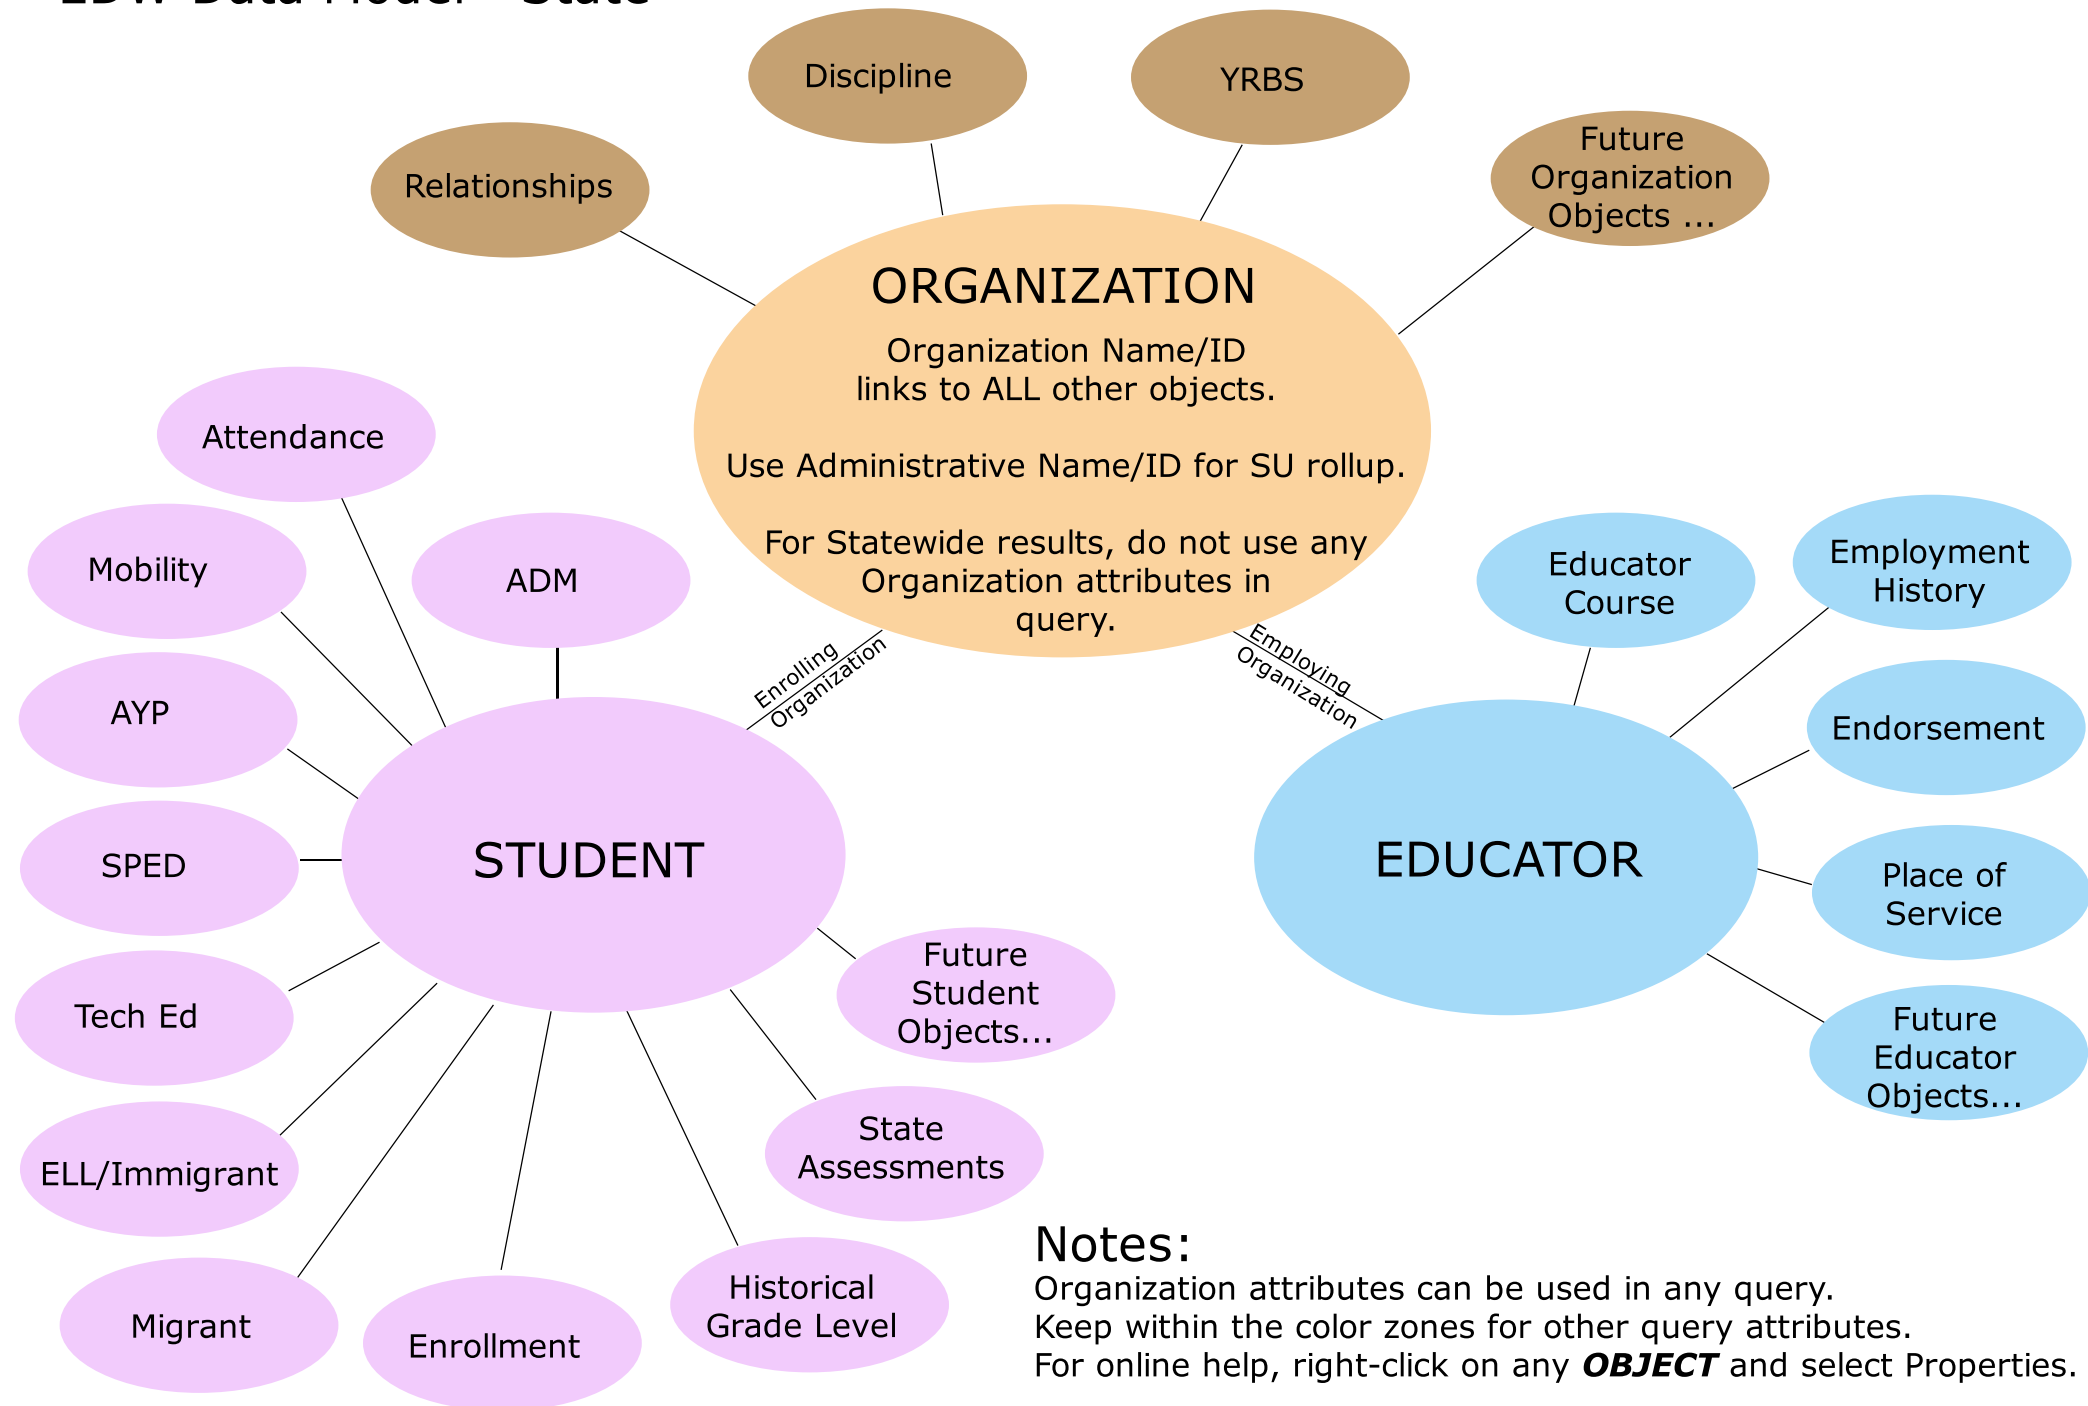 EDW Data Model - State
Discipline
YRBS
Relationships
Future
Organization
Objects ...
ORGANIZATION
Organization Name/ID
links to ALL other objects.
Use Administrative Name/ID for SU rollup.
For Statewide results, do not use any
Organization attributes in
query.
Attendance
Mobility
ADM
AYP
SPED
Tech Ed
ELL/Immigrant
Migrant
Enrollment
Historical
Grade Level
State
Assessments
Future
Student
Objects...
STUDENT
Enrolling
Organization
Employing
Organization
EDUCATOR
Educator
Course
Employment
History
Endorsement
Place of
Service
Future
Educator
Objects...
Notes:
Organization attributes can be used in any query.
Keep within the color zones for other query attributes.
For online help, right-click on any OBJECT and select Properties.